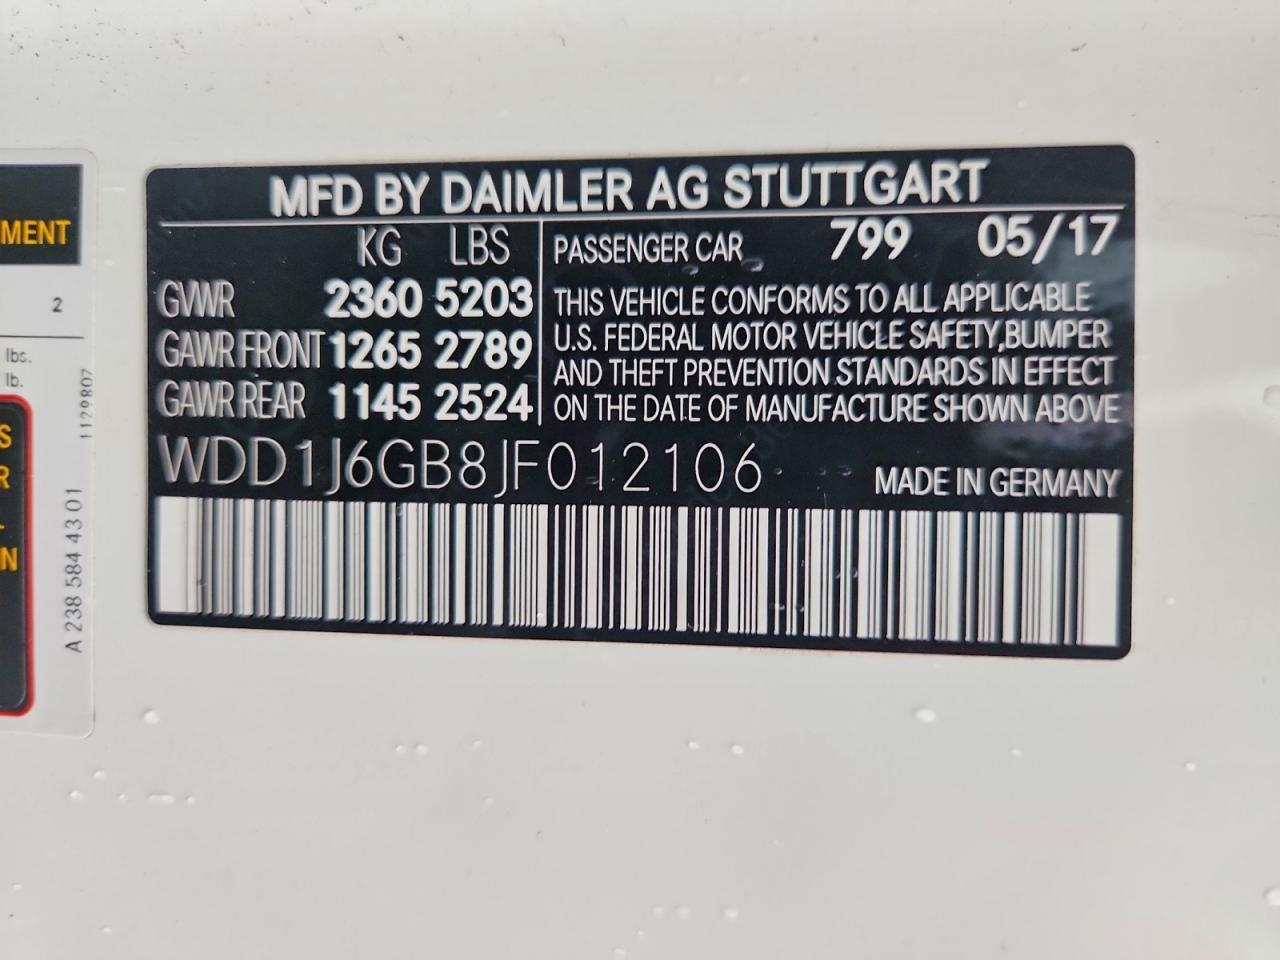 MENT
2
lbs.
lb.
S
R
N
A 238 584 43 01
1129807
MFD BY DAIMLER AG STUTTGART
KG LBS
GVWR 2360 5203
GAWR FRONT 1265 2789
GAWR REAR 1145 2524
PASSENGER CAR 799 05/17
THIS VEHICLE CONFORMS TO ALL APPLICABLE
U.S. FEDERAL MOTOR VEHICLE SAFETY, BUMPER
AND THEFT PREVENTION STANDARDS IN EFFECT
ON THE DATE OF MANUFACTURE SHOWN ABOVE
WDD1J6GB8JF012106
MADE IN GERMANY